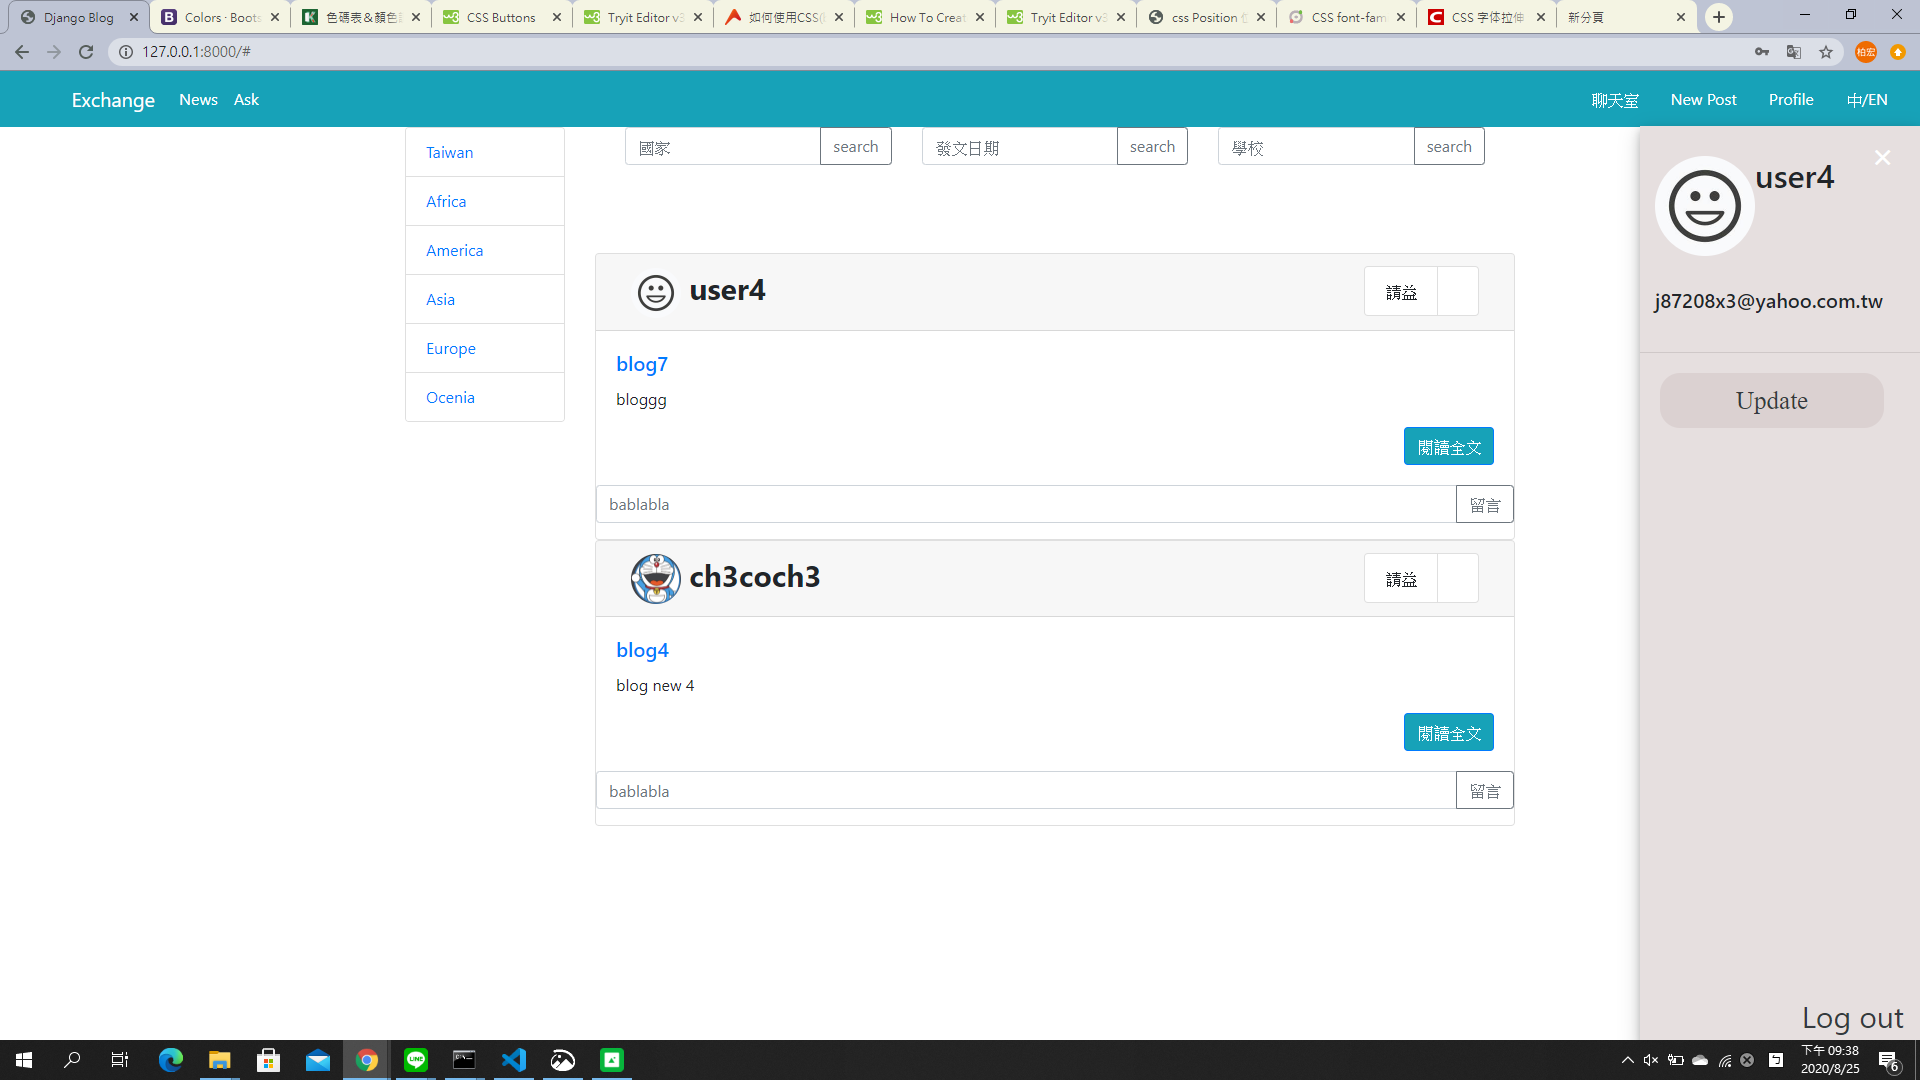 Django Blog
Colors · Boots
色碼表&顏色
CSS Buttons
Tryit Editor v3
如何使用CSS(
How To Creat
Tryit Editor v3
css Position
CSS font-fam
CSS 字体拉伸
新分頁
127.0.0.1:8000/#
柏宏
Exchange News Ask
聊天室 New Post Profile 中/EN
Taiwan
Africa
America
Asia
Europe
Ocenia
國家 search
發文日期 search
學校 search
user4
請益
blog7
bloggg
閱讀全文
bablabla
留言
ch3coch3
請益
blog4
blog new 4
閱讀全文
bablabla
留言
user4
j87208x3@yahoo.com.tw
Update
Log out
下午 09:38
2020/8/25
6